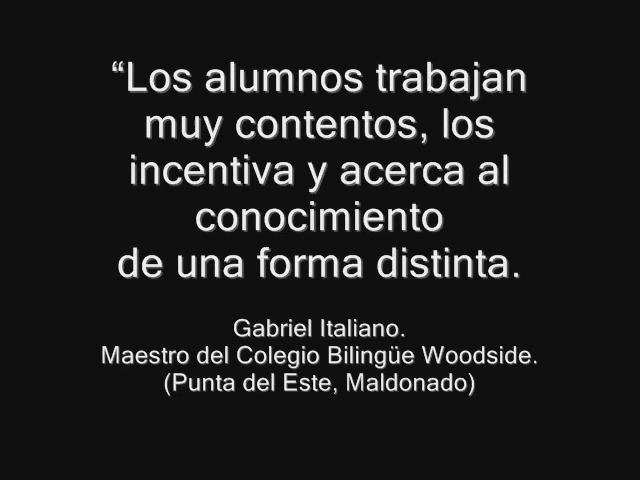 “Los alumnos trabajan
muy contentos, los
incentiva y acerca al
conocimiento
de una forma distinta.
Gabriel Italiano.
Maestro del Colegio Bilingüe Woodside.
(Punta del Este, Maldonado)